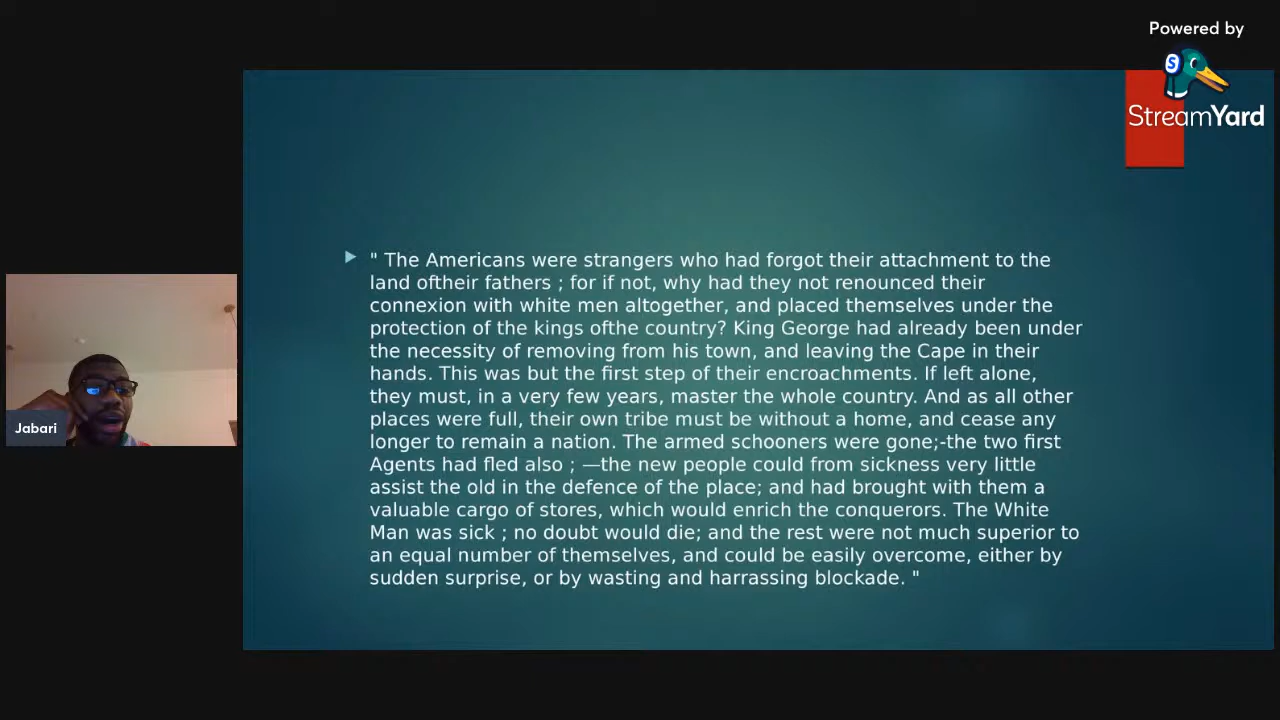 Powered by
S
StreamYard
" The Americans were strangers who had forgot their attachment to the
land oftheir fathers ; for if not, why had they not renounced their
connexion with white men altogether, and placed themselves under the
protection of the kings ofthe country? King George had already been under
the necessity of removing from his town, and leaving the Cape in their
hands. This was but the first step of their encroachments. If left alone,
they must, in a very few years, master the whole country. And as all other
places were full, their own tribe must be without a home, and cease any
longer to remain a nation. The armed schooners were gone;-the two first
Agents had fled also ; —the new people could from sickness very little
assist the old in the defence of the place; and had brought with them a
valuable cargo of stores, which would enrich the conquerors. The White
Man was sick ; no doubt would die; and the rest were not much superior to
an equal number of themselves, and could be easily overcome, either by
sudden surprise, or by wasting and harrassing blockade. "
Jabari